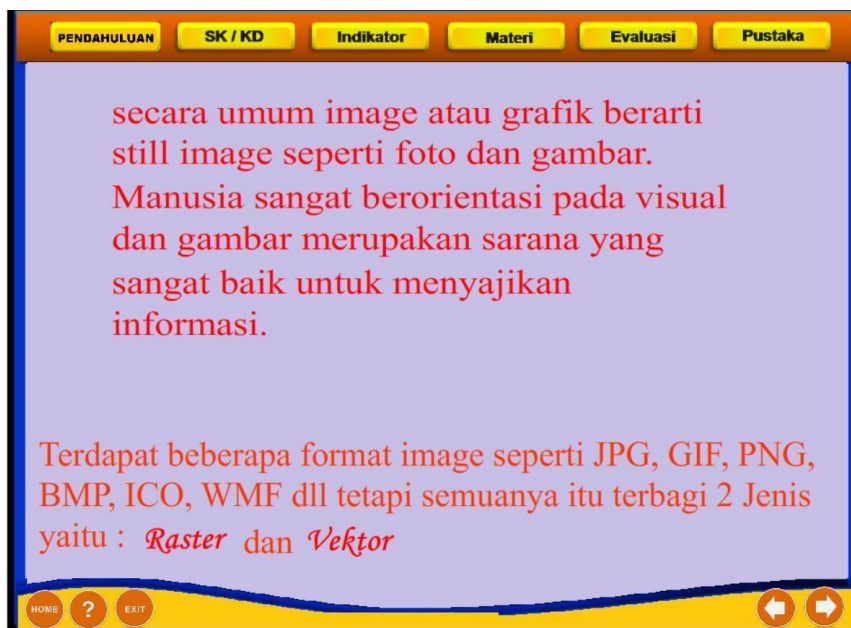 PENDAHULUAN SK / KD Indikator Materi Evaluasi Pustaka
secara umum image atau grafik berarti
still image seperti foto dan gambar.
Manusia sangat berorientasi pada visual
dan gambar merupakan sarana yang
sangat baik untuk menyajikan
informasi.
Terdapat beberapa format image seperti JPG, GIF, PNG,
BMP, ICO, WMF dll tetapi semuanya itu terbagi 2 Jenis
yaitu : Raster dan Vektor
HOME ? EXIT